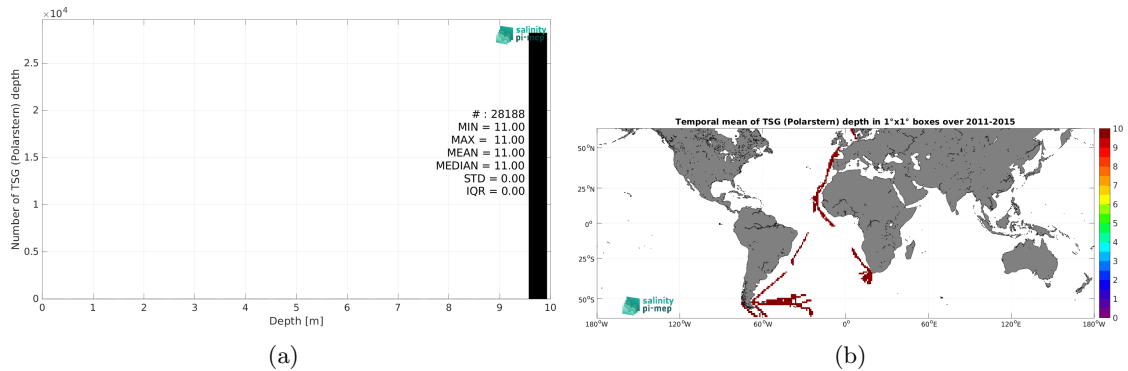 ×10⁴
salinity
pi-mep
Number of TSG (Polarstern) depth
2.5
2
1.5
1
0.5
0
# : 28188
MIN = 11.00
MAX = 11.00
MEAN = 11.00
MEDIAN = 11.00
STD = 0.00
IQR = 0.00
0 1 2 3 4 5 6 7 8 9 10
Depth [m]
(a)
Temporal mean of TSG (Polarstern) depth in 1°x1° boxes over 2011-2015
50°N
25°N
0°
25°S
50°S
salinity
pi-mep
180°W 120°W 60°W 0° 60°E 120°E 180°E
10
9
8
7
6
5
4
3
2
1
0
(b)